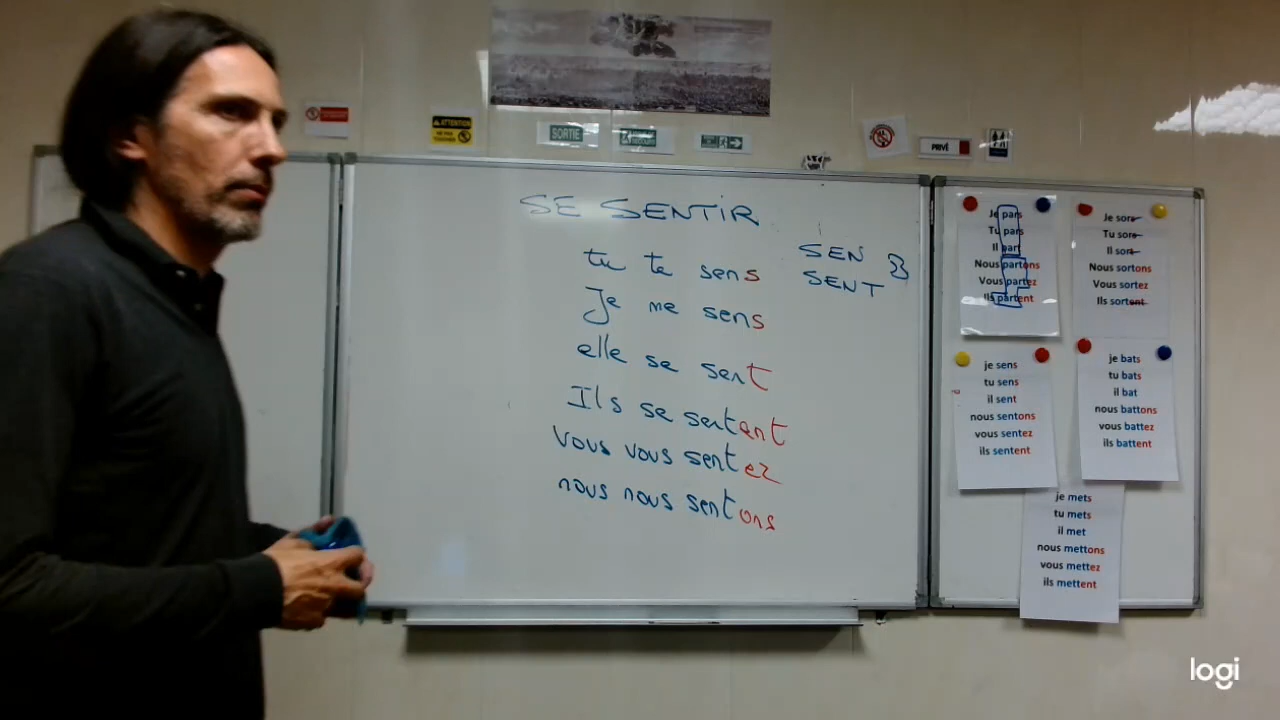 ATTENTION
SORTIE
PRIVÉ
SE SENTIR
tu te sens
Je me sens
elle se sent
Ils se sentent
vous vous sentez
nous nous sentons
SEN
SENT
Je pars
Tu pars
Il part
Nous partons
Vous partez
Ils partent
Je sors
Tu sors
Il sort
Nous sortons
Vous sortez
Ils sortent
je sens
tu sens
il sent
nous sentons
vous sentez
ils sentent
je bats
tu bats
il bat
nous battons
vous battez
ils battent
je mets
tu mets
il met
nous mettons
vous mettez
ils mettent
logi